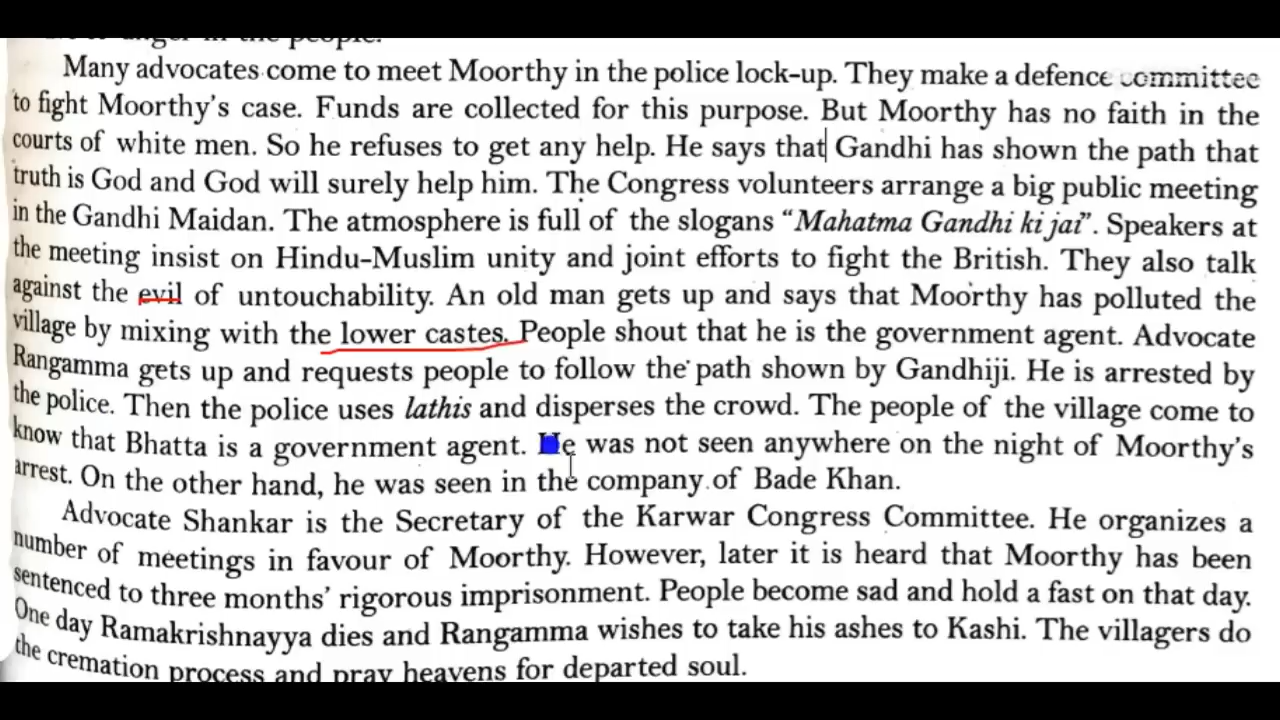 to anger in the people.
Many advocates come to meet Moorthy in the police lock-up. They make a defence committee
to fight Moorthy's case. Funds are collected for this purpose. But Moorthy has no faith in the
courts of white men. So he refuses to get any help. He says that Gandhi has shown the path that
truth is God and God will surely help him. The Congress volunteers arrange a big public meeting
in the Gandhi Maidan. The atmosphere is full of the slogans “Mahatma Gandhi ki jai”. Speakers at
the meeting insist on Hindu–Muslim unity and joint efforts to fight the British. They also talk
against the evil of untouchability. An old man gets up and says that Moorthy has polluted the
village by mixing with the lower castes. People shout that he is the government agent. Advocate
Rangamma gets up and requests people to follow the path shown by Gandhiji. He is arrested by
the police. Then the police uses lathis and disperses the crowd. The people of the village come to
know that Bhatta is a government agent. He was not seen anywhere on the night of Moorthy's
arrest. On the other hand, he was seen in the company of Bade Khan.
Advocate Shankar is the Secretary of the Karwar Congress Committee. He organizes a
number of meetings in favour of Moorthy. However, later it is heard that Moorthy has been
sentenced to three months' rigorous imprisonment. People become sad and hold a fast on that day.
One day Ramakrishnayya dies and Rangamma wishes to take his ashes to Kashi. The villagers do
the cremation process and pray heavens for departed soul.